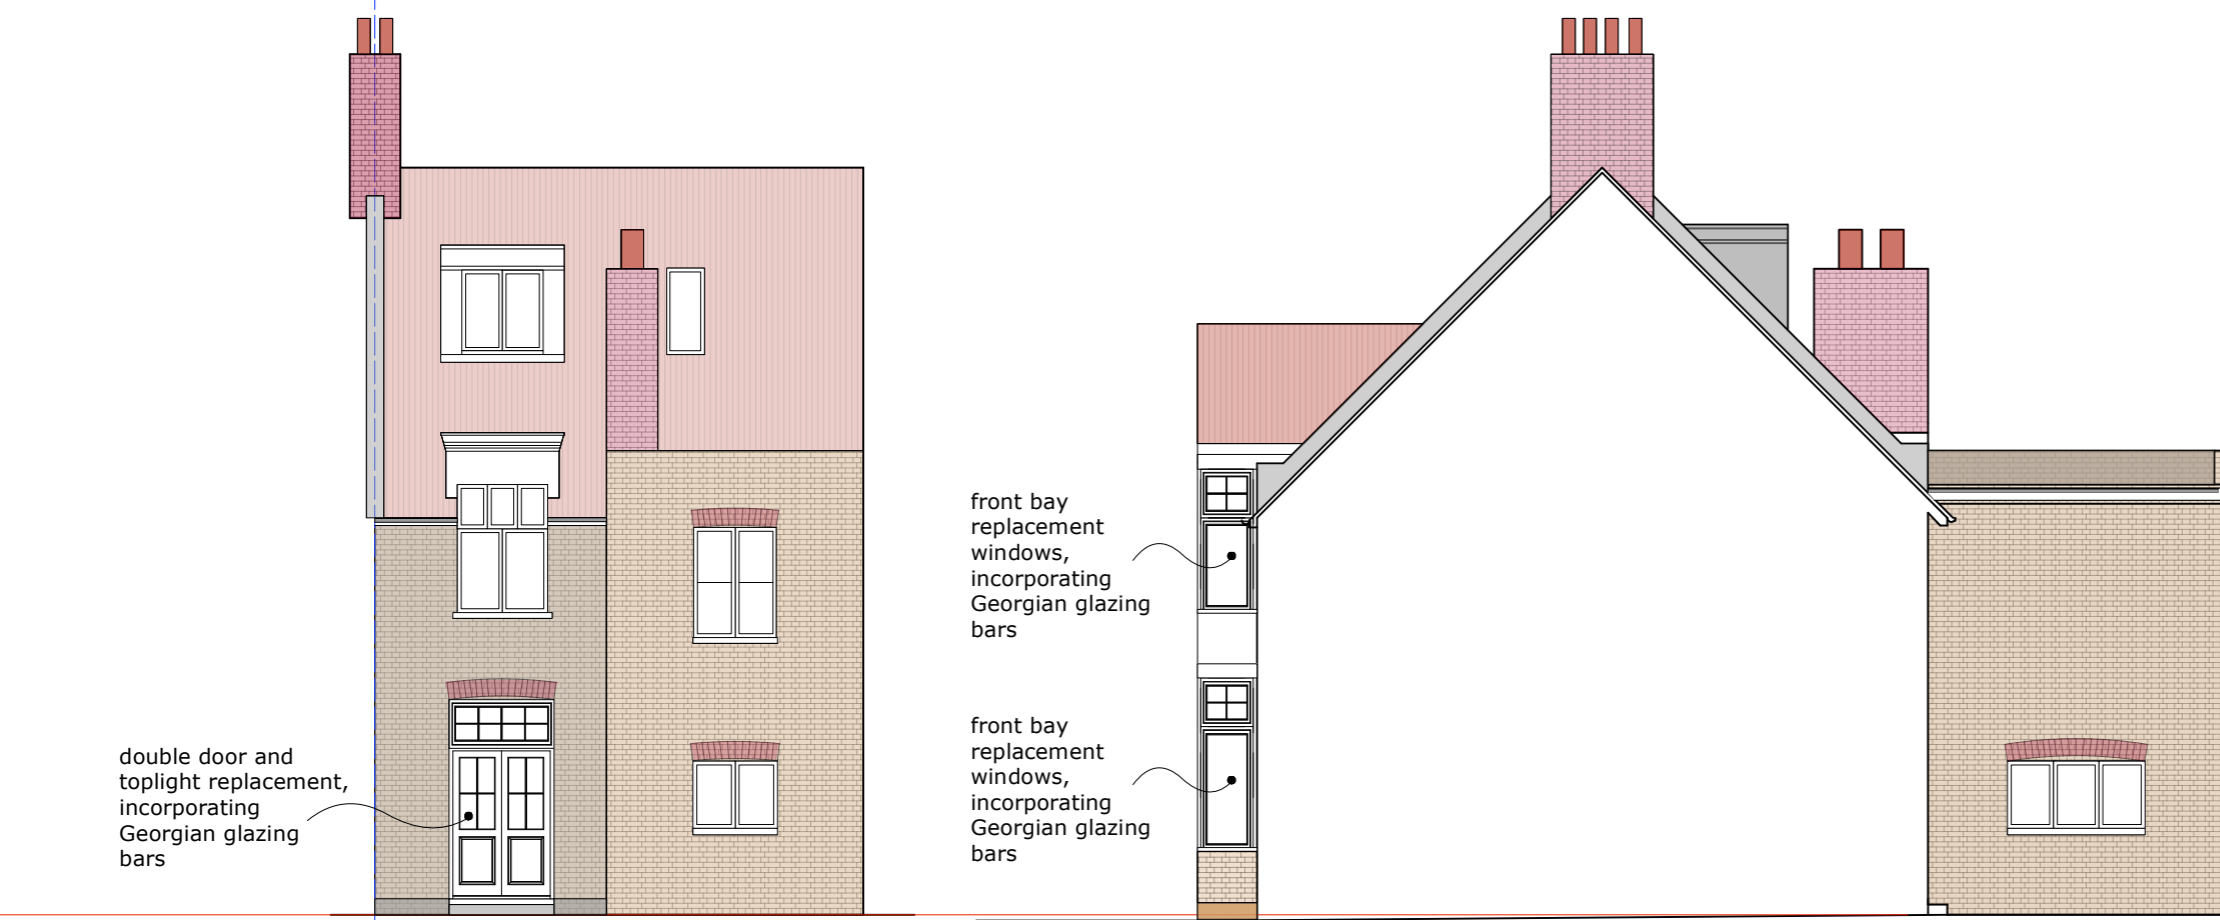 double door and
toplight replacement,
incorporating
Georgian glazing
bars
front bay
replacement
windows,
incorporating
Georgian glazing
bars
front bay
replacement
windows,
incorporating
Georgian glazing
bars